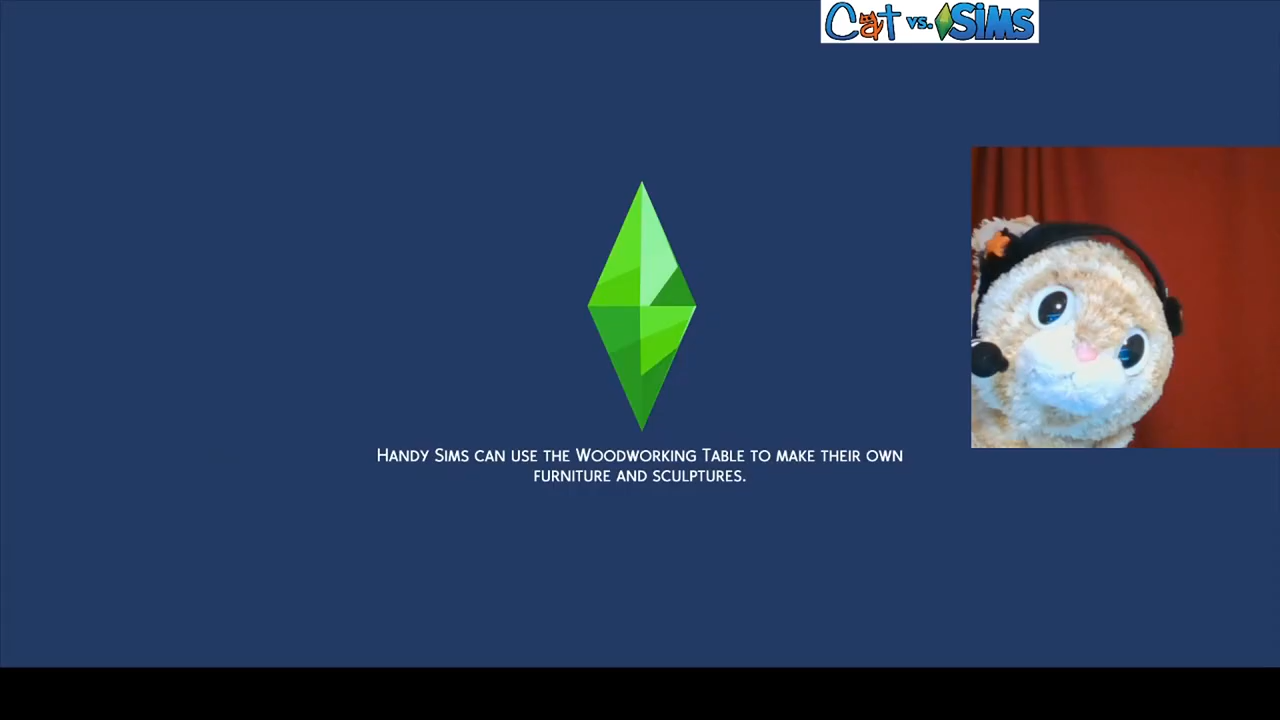 Cat vs. Sims
HANDY SIMS CAN USE THE WOODWORKING TABLE TO MAKE THEIR OWN
FURNITURE AND SCULPTURES.